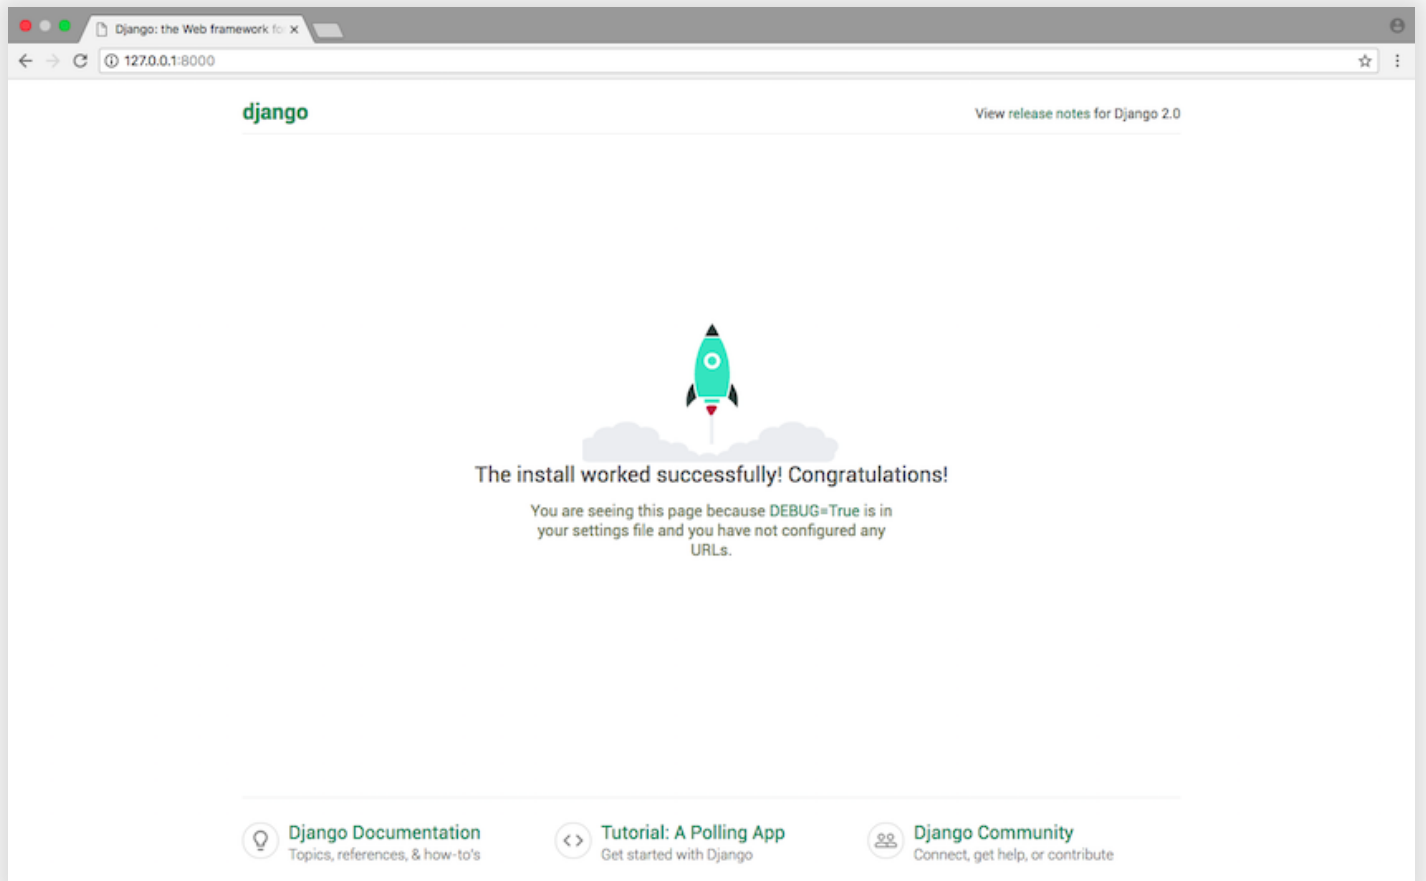 Django: the Web framework fo
127.0.0.1:8000
django
View release notes for Django 2.0
The install worked successfully! Congratulations!
You are seeing this page because DEBUG=True is in
your settings file and you have not configured any
URLs.
Django Documentation
Topics, references, & how-to's
Tutorial: A Polling App
Get started with Django
Django Community
Connect, get help, or contribute